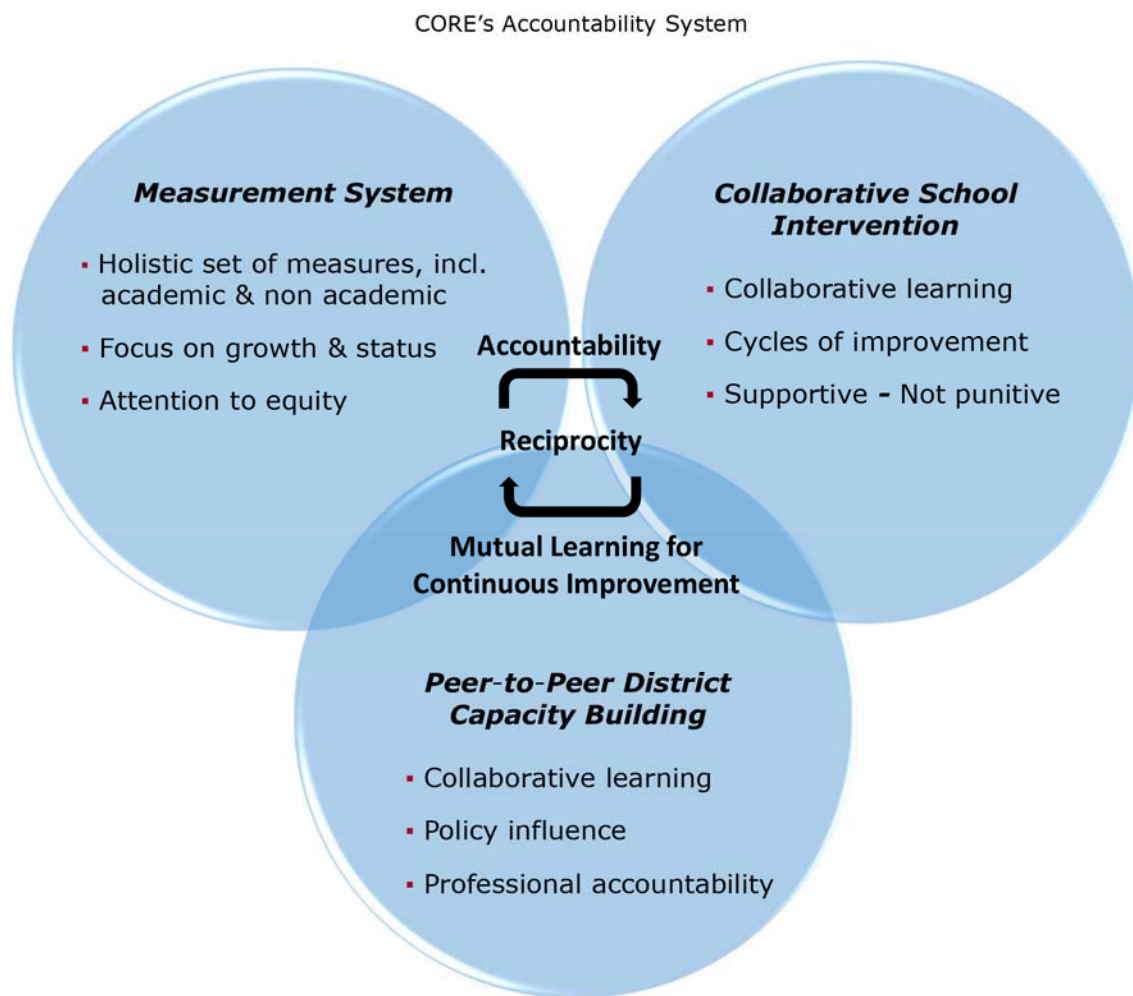 CORE's Accountability System
Measurement System
▪ Holistic set of measures, incl.
academic & non academic
▪ Focus on growth & status
▪ Attention to equity
Collaborative School
Intervention
▪ Collaborative learning
▪ Cycles of improvement
▪ Supportive - Not punitive
Accountability
Reciprocity
Mutual Learning for
Continuous Improvement
Peer-to-Peer District
Capacity Building
▪ Collaborative learning
▪ Policy influence
▪ Professional accountability